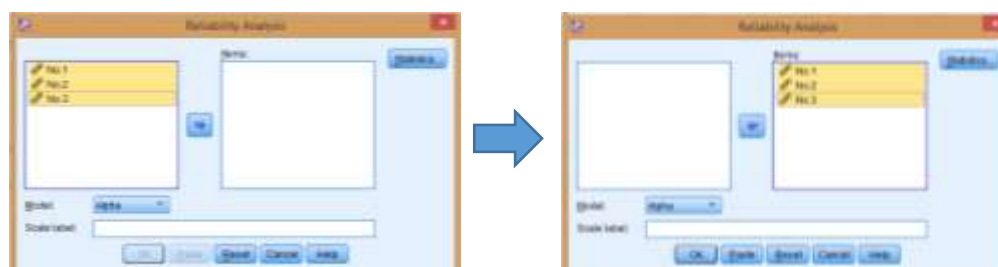 Reliability Analysis
Items:
Statistics...
No.1
No.2
No.3
Model: Alpha
Scale label:
OK Paste Reset Cancel Help
Reliability Analysis
Items:
Statistics...
No.1
No.2
No.3
Model: Alpha
Scale label:
OK Paste Reset Cancel Help